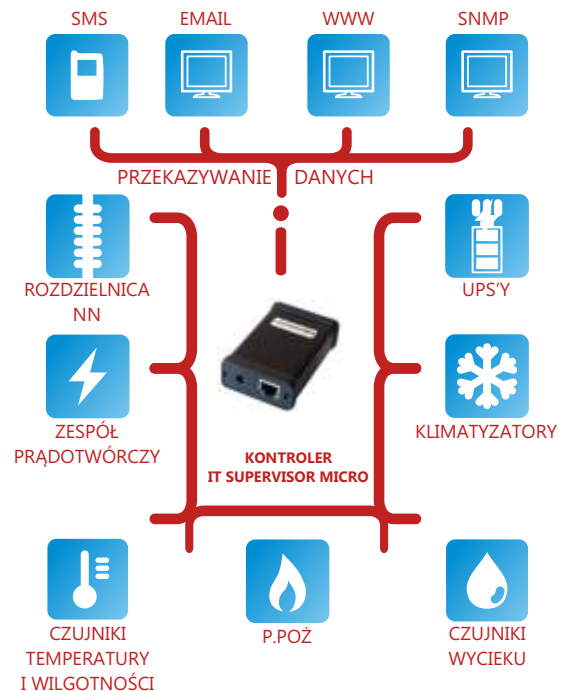 SMS
EMAIL
WWW
SNMP
PRZEKAZYWANIE DANYCH
ROZDZIELNICA
NN
UPS'Y
ZESPÓŁ
PRĄDOTWÓRCZY
KLIMATYZATORY
KONTROLER
IT SUPERVISOR MICRO
CZUJNIKI
TEMPERATURY
I WILGOTNOŚCI
P.POŻ
CZUJNIKI
WYCIEKU